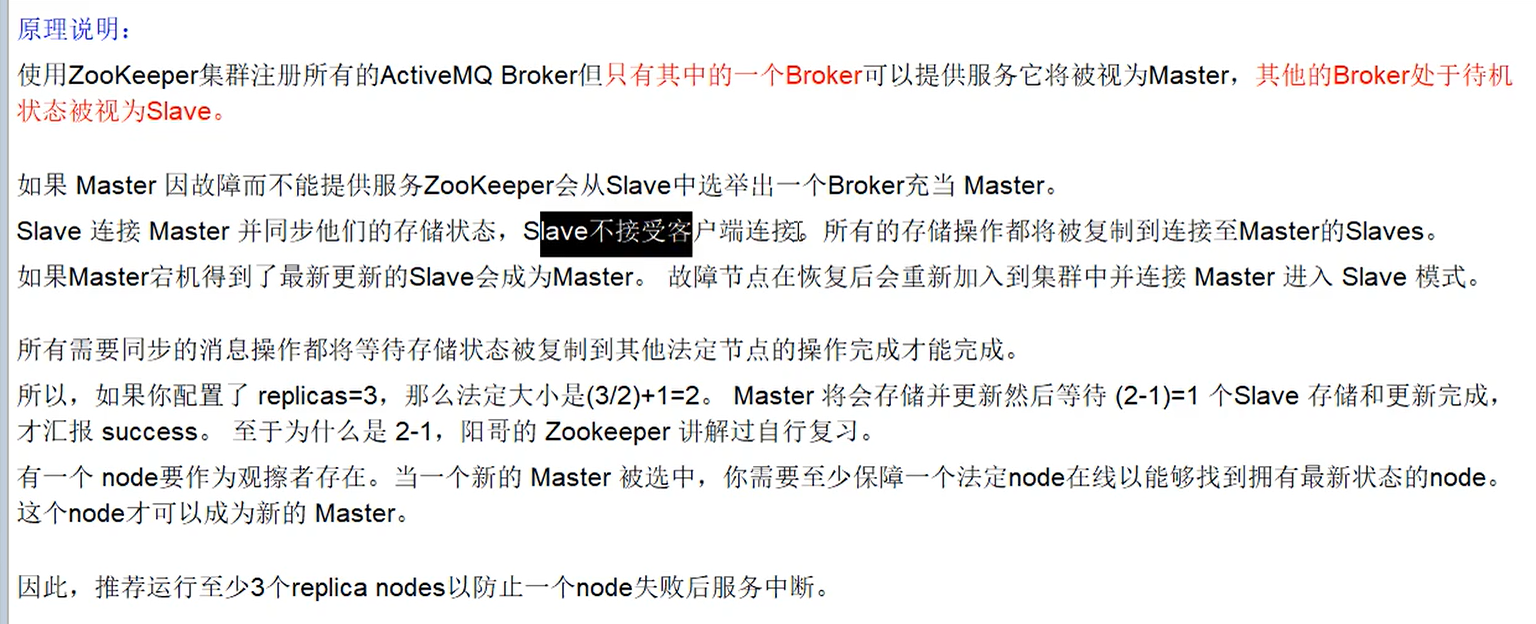 原理说明：
使用ZooKeeper集群注册所有的ActiveMQ Broker但只有其中的一个Broker可以提供服务它将被视为Master，其他的Broker处于待机
状态被视为Slave。
如果 Master 因故障而不能提供服务ZooKeeper会从Slave中选举出一个Broker充当 Master。
Slave 连接 Master 并同步他们的存储状态，Slave不接受客户端连接。所有的存储操作都将被复制到连接至Master的Slaves。
如果Master宕机得到了最新更新的Slave会成为Master。 故障节点在恢复后会重新加入到集群中并连接 Master 进入 Slave 模式。
所有需要同步的消息操作都将等待存储状态被复制到其他法定节点的操作完成才能完成。
所以，如果你配置了 replicas=3，那么法定大小是(3/2)+1=2。 Master 将会存储并更新然后等待 (2-1)=1 个Slave 存储和更新完成，
才汇报 success。 至于为什么是 2-1，阳哥的 Zookeeper 讲解过自行复习。
有一个 node要作为观擦者存在。当一个新的 Master 被选中，你需要至少保障一个法定node在线以能够找到拥有最新状态的node。
这个node才可以成为新的 Master。
因此，推荐运行至少3个replica nodes以防止一个node失败后服务中断。